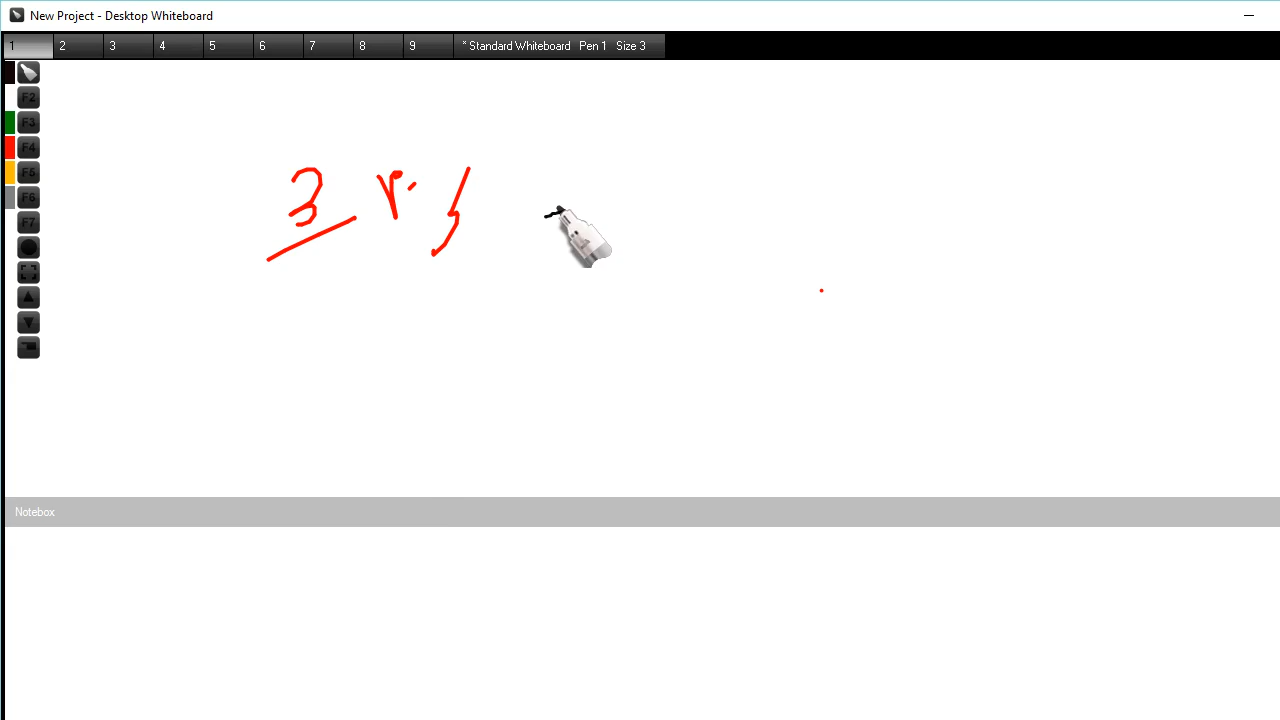 New Project - Desktop Whiteboard
1 2 3 4 5 6 7 8 9 * Standard Whiteboard Pen 1 Size 3
F2
F3
F4
F5
F6
F7
3 r
Notebox